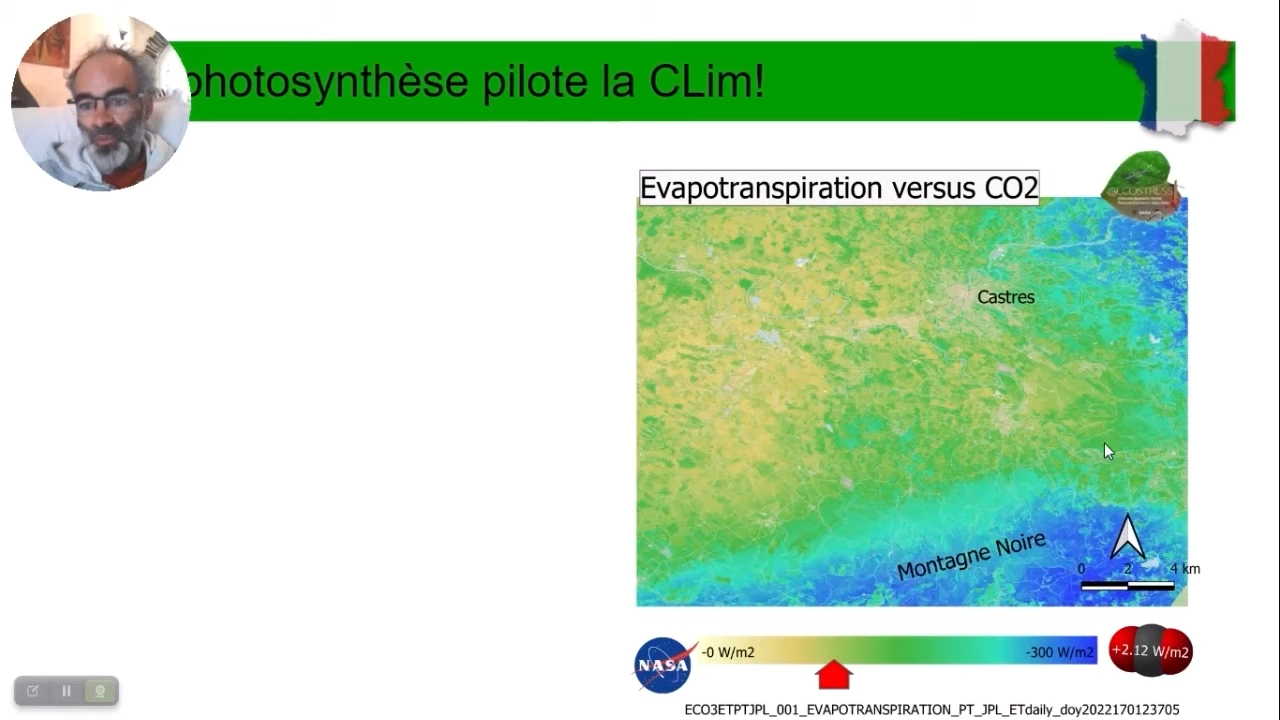 photosynthèse pilote la CLim!
Evapotranspiration versus CO2
ECOSTRESS
Castres
Montagne Noire
0 2 4 km
NASA
-0 W/m2
-300 W/m2
+2.12 W/m2
ECO3ETPTJPL_001_EVAPOTRANSPIRATION_PT_JPL_ETdaily_doy2022170123705